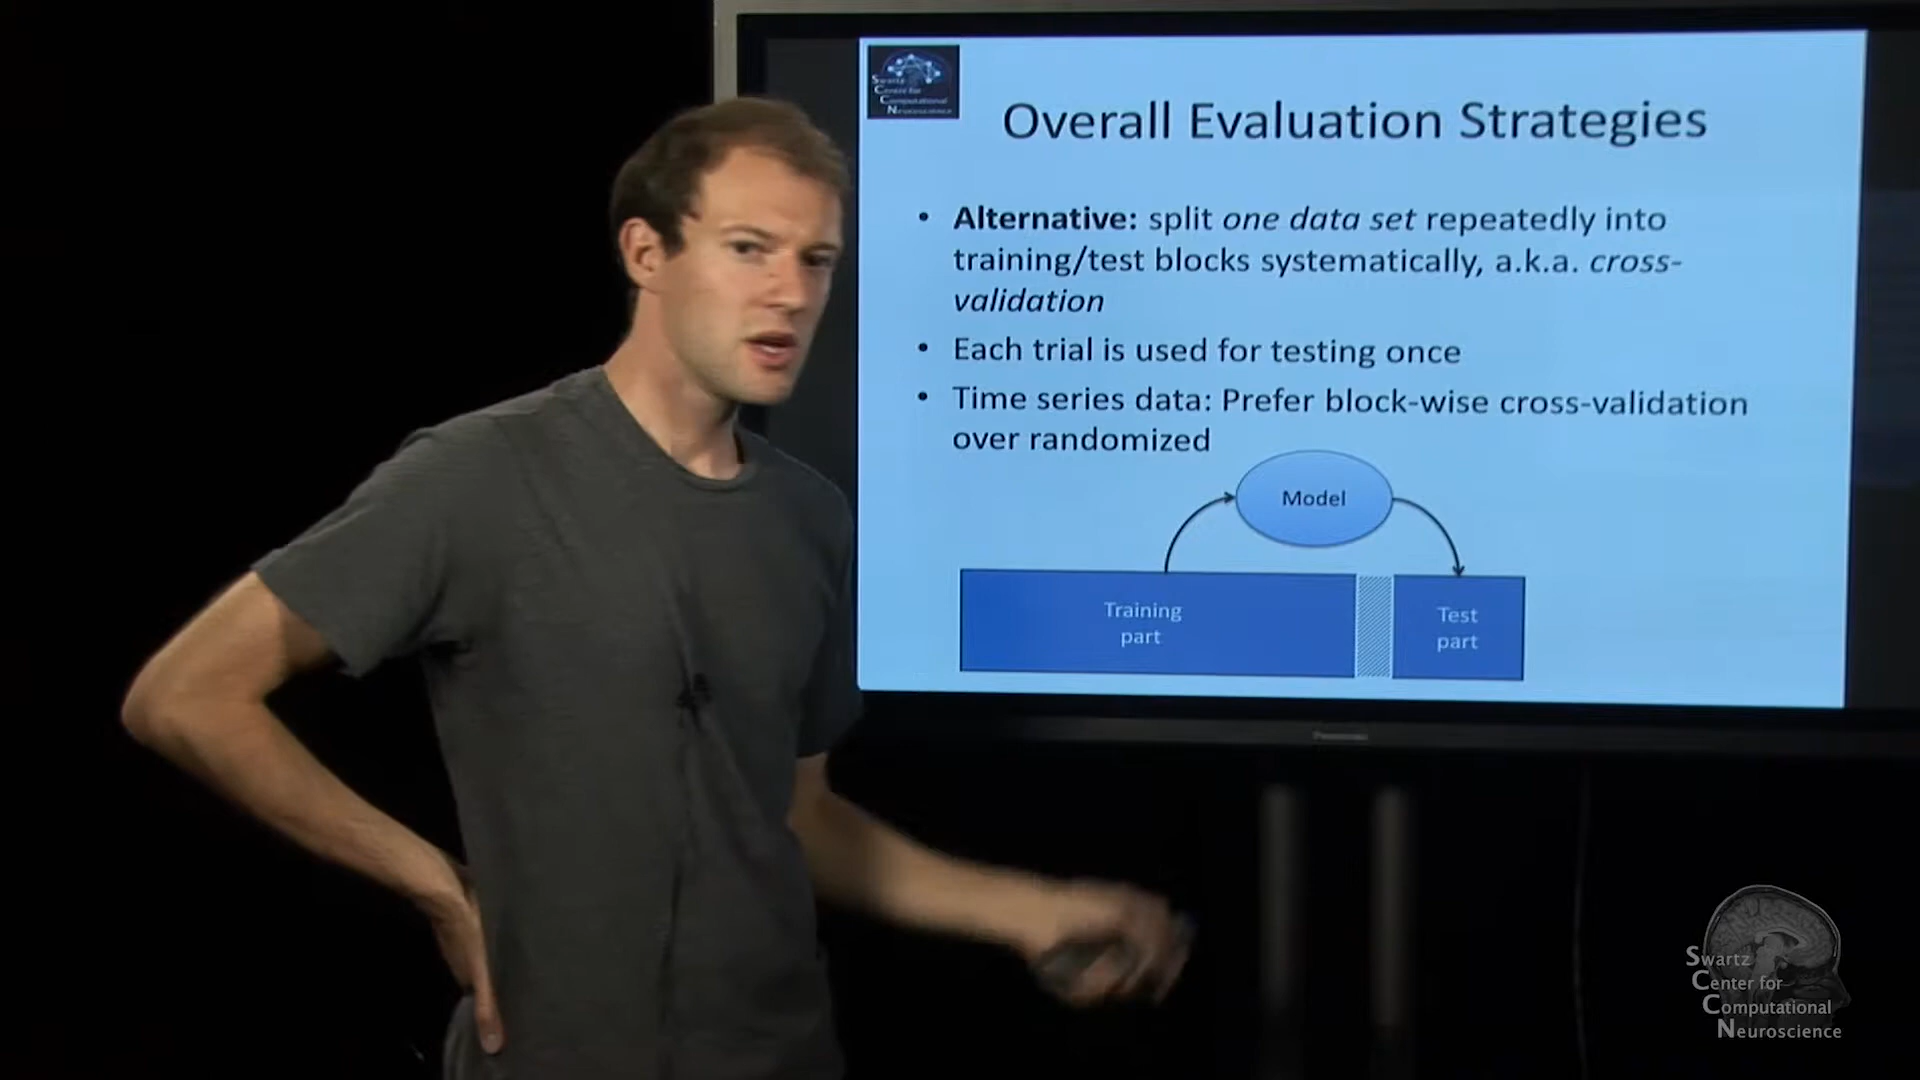 Swartz
Center for
Computational
Neuroscience
Overall Evaluation Strategies
• Alternative: split one data set repeatedly into
training/test blocks systematically, a.k.a. cross-
validation
• Each trial is used for testing once
• Time series data: Prefer block-wise cross-validation
over randomized
Model
Training
part
Test
part
Panasonic
Swartz
Center for
Computational
Neuroscience